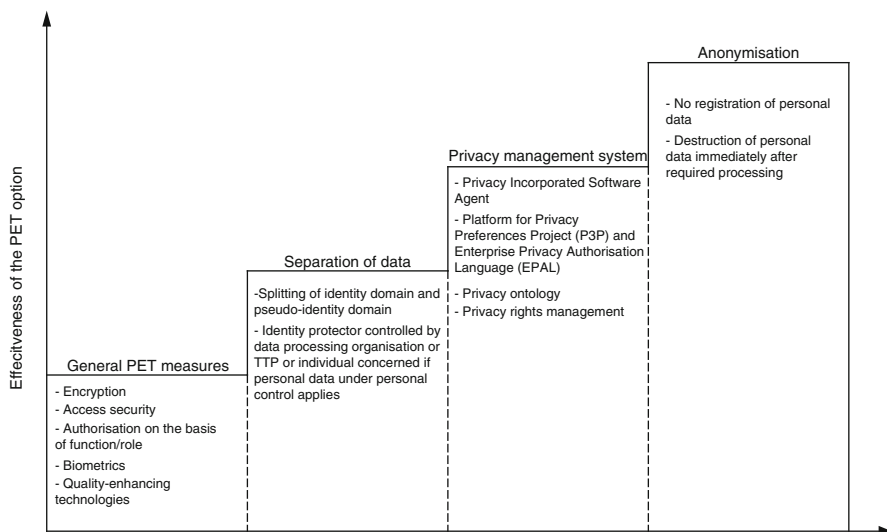 Effecitveness of the PET option
General PET measures
- Encryption
- Access security
- Authorisation on the basis
of function/role
- Biometrics
- Quality-enhancing
technologies
Separation of data
-Splitting of identity domain and
pseudo-identity domain
- Identity protector controlled by
data processing organisation or
TTP or individual concerned if
personal data under personal
control applies
Privacy management system
- Privacy Incorporated Software
Agent
- Platform for Privacy
Preferences Project (P3P) and
Enterprise Privacy Authorisation
Language (EPAL)
- Privacy ontology
- Privacy rights management
Anonymisation
- No registration of personal
data
- Destruction of personal
data immediately after
required processing